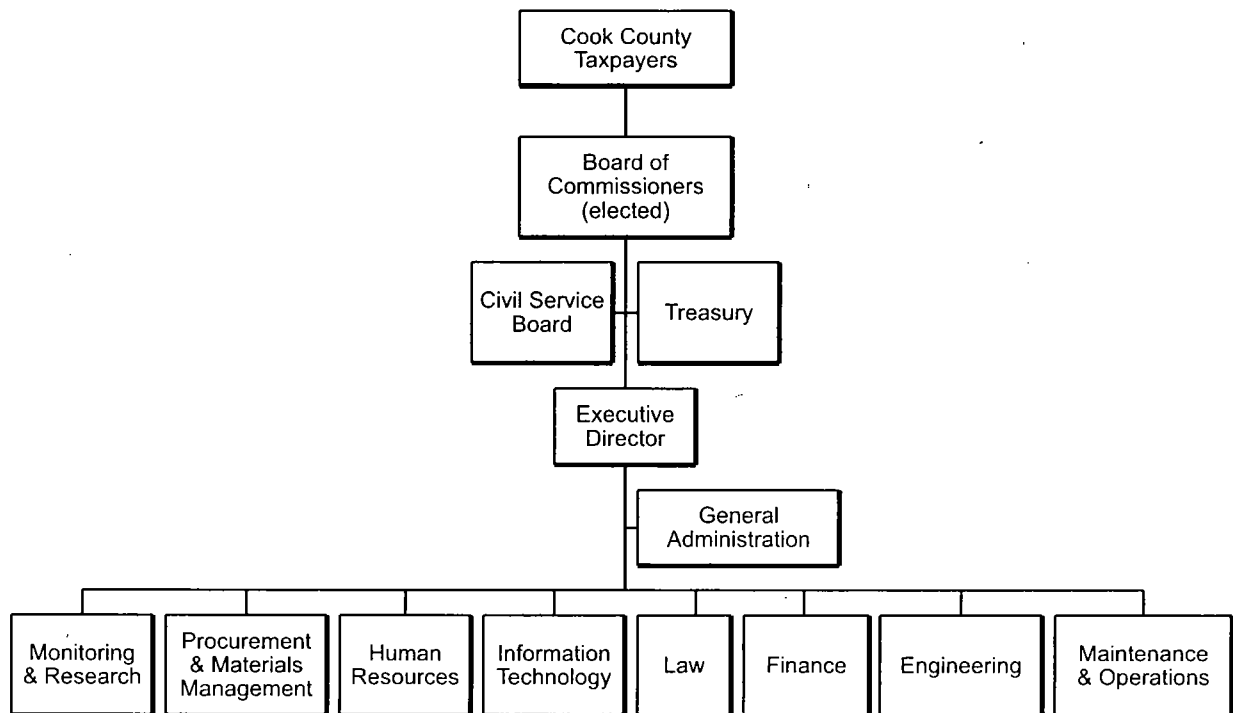 Cook County
Taxpayers
Board of
Commissioners
(elected)
Civil Service
Board
Treasury
Executive
Director
General
Administration
Monitoring
& Research
Procurement
& Materials
Management
Human
Resources
Information
Technology
Law
Finance
Engineering
Maintenance
& Operations